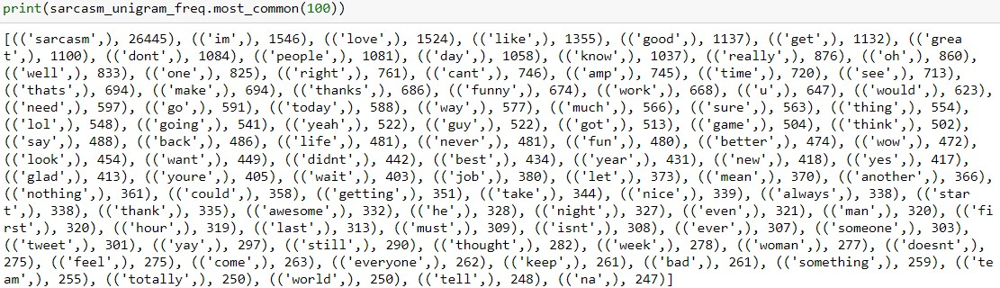 print(sarcasm_unigram_freq.most_common(100))
[(('sarcasm',), 26445), (('im',), 1546), (('love',), 1524), (('like',), 1355), (('good',), 1137), (('get',), 1132), (('grea
t',), 1100), (('dont',), 1084), (('people',), 1081), (('day',), 1058), (('know',), 1037), (('really',), 876), (('oh',), 860),
(('well',), 833), (('one',), 825), (('right',), 761), (('cant',), 746), (('amp',), 745), (('time',), 720), (('see',), 713),
(('thats',), 694), (('make',), 694), (('thanks',), 686), (('funny',), 674), (('work',), 668), (('u',), 647), (('would',), 623),
(('need',), 597), (('go',), 591), (('today',), 588), (('way',), 577), (('much',), 566), (('sure',), 563), (('thing',), 554),
(('lol',), 548), (('going',), 541), (('yeah',), 522), (('guy',), 522), (('got',), 513), (('game',), 504), (('think',), 502),
(('say',), 488), (('back',), 486), (('life',), 481), (('never',), 481), (('fun',), 480), (('better',), 474), (('wow',), 472),
(('look',), 454), (('want',), 449), (('didnt',), 442), (('best',), 434), (('year',), 431), (('new',), 418), (('yes',), 417),
(('glad',), 413), (('youre',), 405), (('wait',), 403), (('job',), 380), (('let',), 373), (('mean',), 370), (('another',), 366),
(('nothing',), 361), (('could',), 358), (('getting',), 351), (('take',), 344), (('nice',), 339), (('always',), 338), (('star
t',), 338), (('thank',), 335), (('awesome',), 332), (('he',), 328), (('night',), 327), (('even',), 321), (('man',), 320), (('fi
rst',), 320), (('hour',), 319), (('last',), 313), (('must',), 309), (('isnt',), 308), (('ever',), 307), (('someone',), 303),
(('tweet',), 301), (('yay',), 297), (('still',), 290), (('thought',), 282), (('week',), 278), (('woman',), 277), (('doesnt',),
275), (('feel',), 275), (('come',), 263), (('everyone',), 262), (('keep',), 261), (('bad',), 261), (('something',), 259), (('te
am',), 255), (('totally',), 250), (('world',), 250), (('tell',), 248), (('na',), 247)]